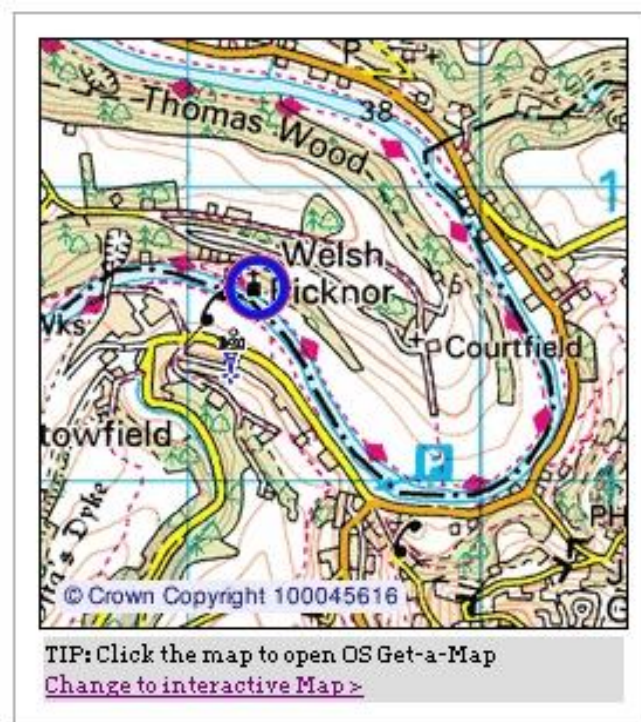 P
38
Thomas Wood
1
Welsh
Bicknor
Courtfield
Wks
towfield
P
Dyke
PH
© Crown Copyright 100045616
TIP: Click the map to open OS Get-a-Map
Change to interactive Map >